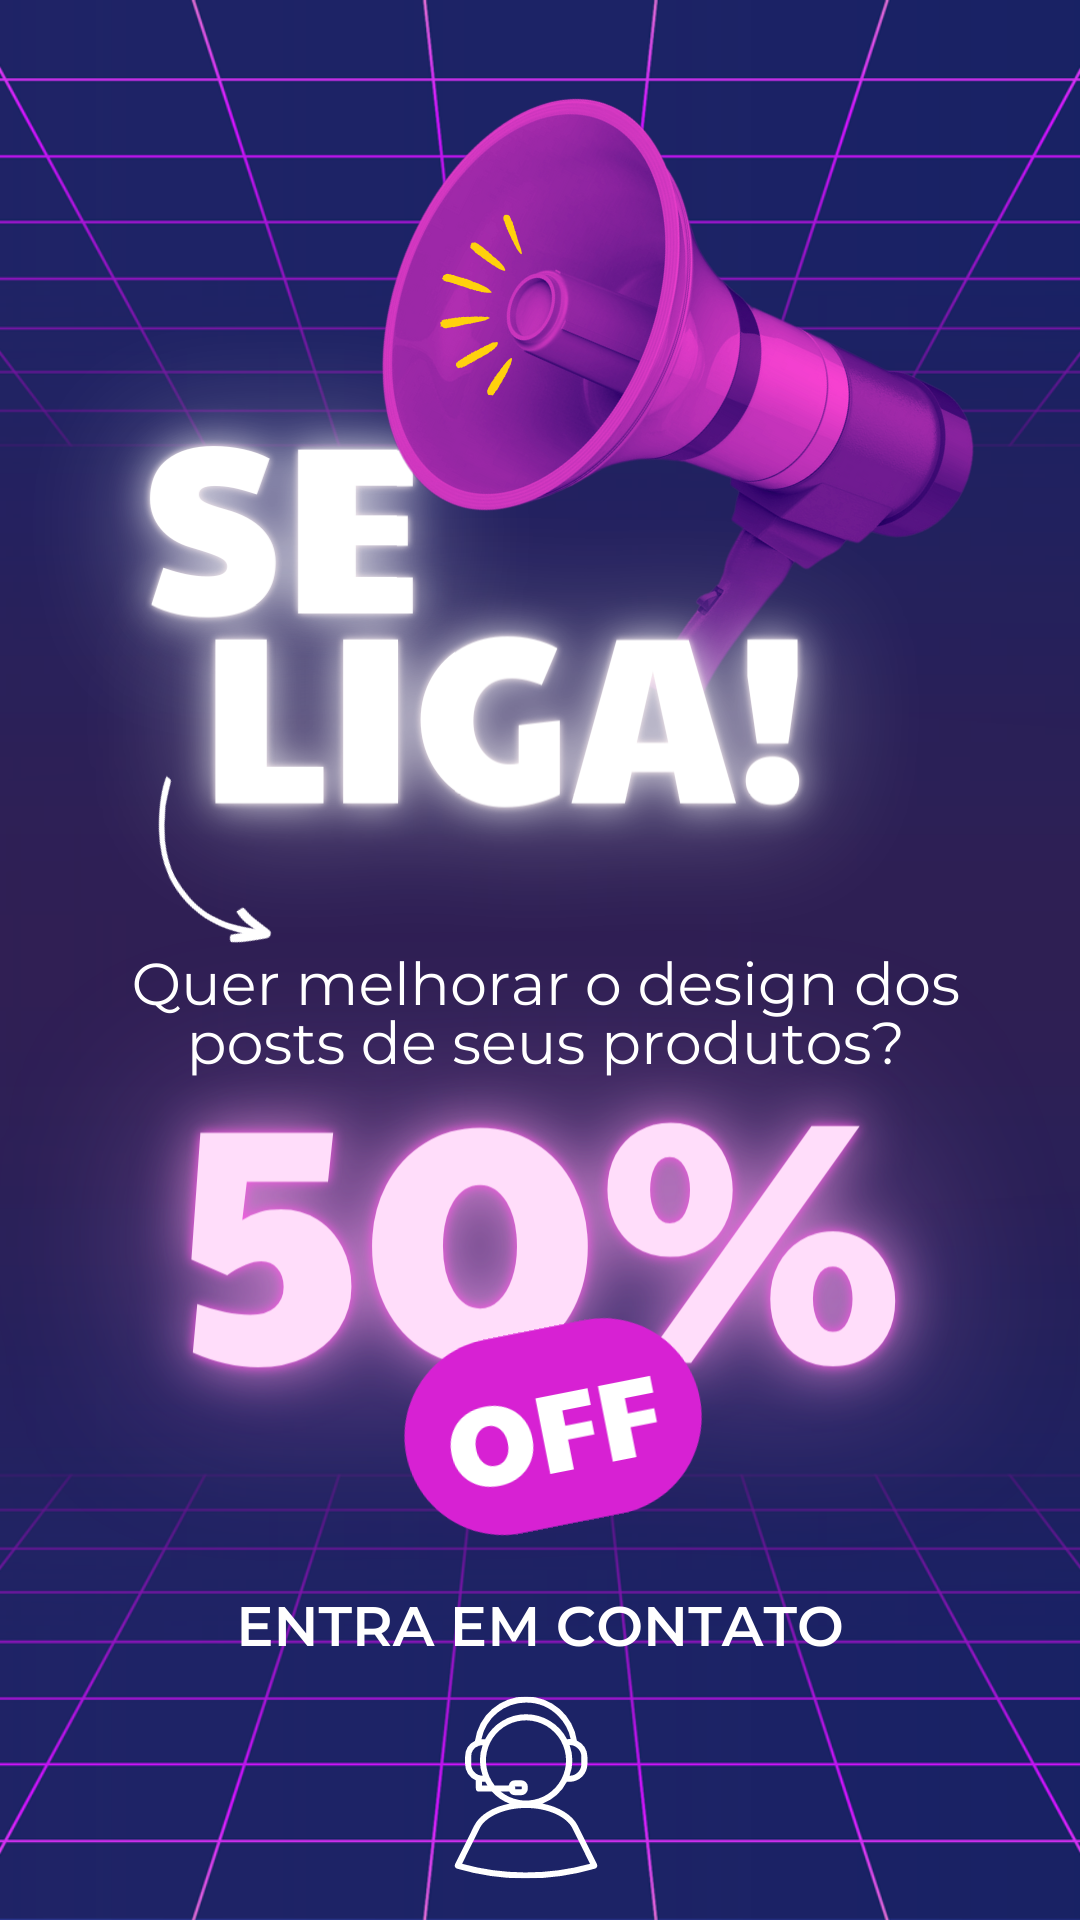 SE
LIGA!
Quer melhorar o design dos
posts de seus produtos?
50%
OFF
ENTRA EM CONTATO